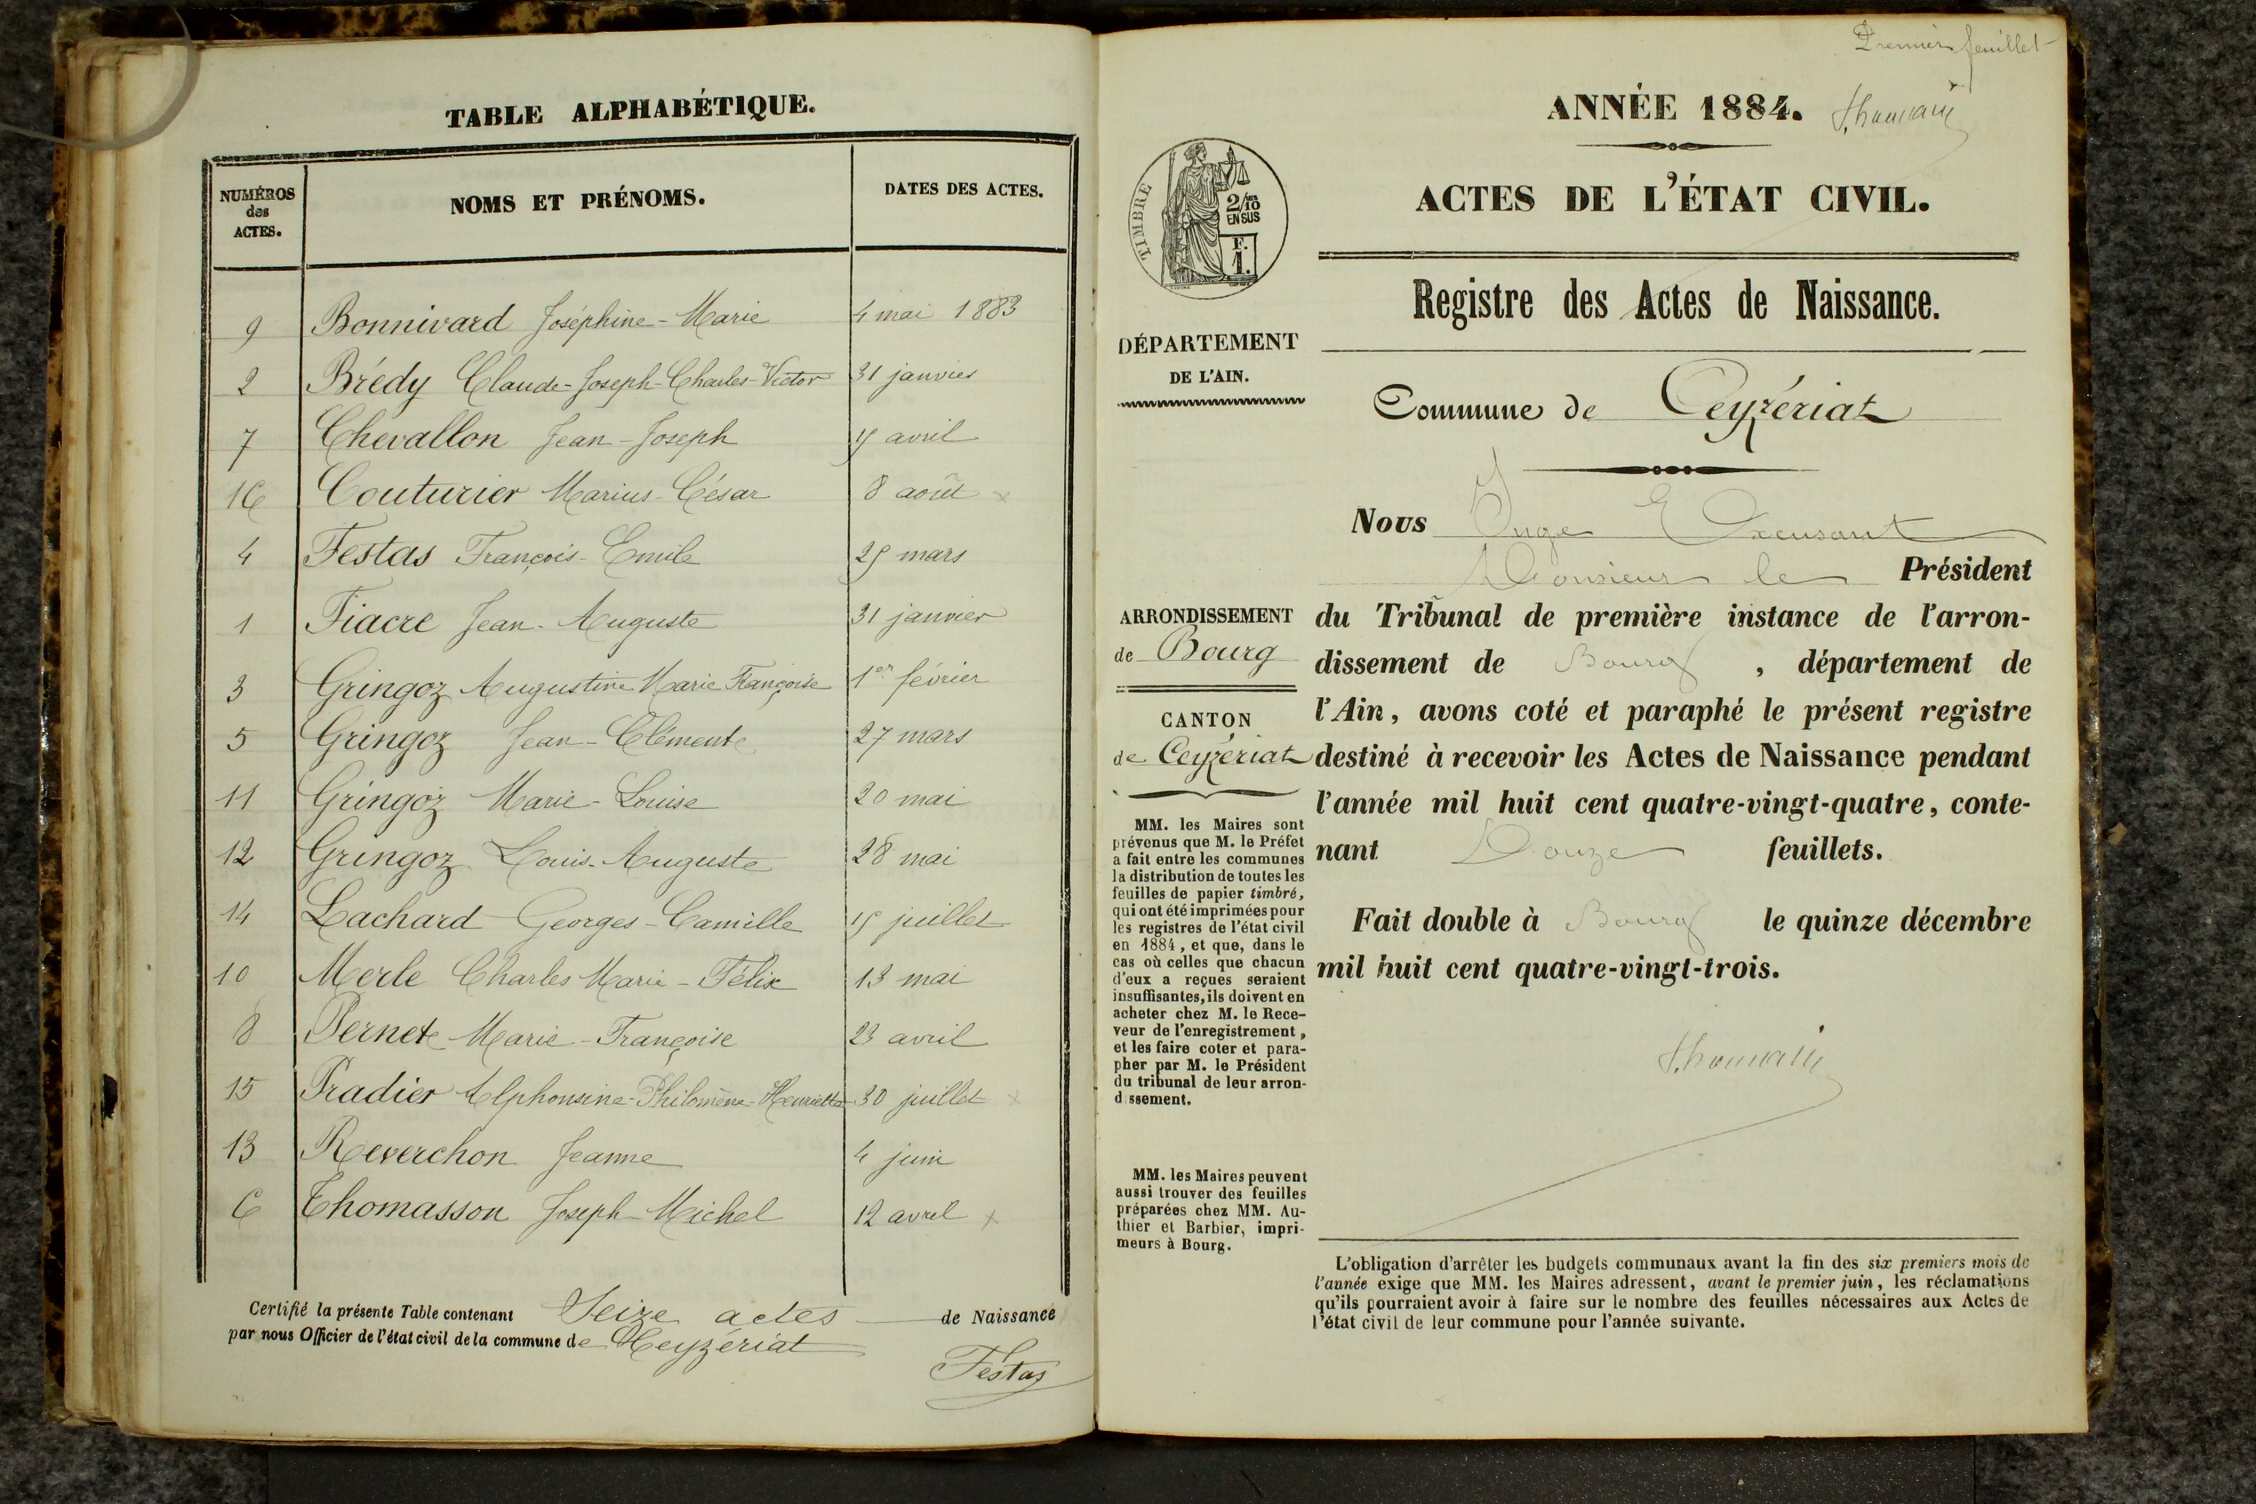 TABLE ALPHABÉTIQUE.
NUMÉROS des ACTES. NOMS ET PRÉNOMS. DATES DES ACTES.
9 Bonnivard Joséphine-Marie 4 mai 1883
2 Brédy Claude-Joseph-Charles-Victor 31 janvier
7 Chevallon Jean-Joseph avril
16 Couturier Marius-César 8 août x
4 Festas François-Emile mars
1 Fiacre Jean-Auguste 31 janvier
3 Gringoz Augustine Marie Françoise 1er février
5 Gringoz Jean-Clément 27 mars
11 Gringoz Marie-Louise 20 mai
12 Gringoz Louis-Auguste 28 mai
14 Lachard Georges-Camille juillet
10 Merle Charles Marie-Félix 13 mai
8 Pernet Marie-Françoise 23 avril
15 Pradier Alphonsine-Philomène-Henriette 30 juillet x
13 Reverchon Jeanne 4 juin
6 Thomasson Joseph-Michel 12 avril x
Certifié la présente Table contenant Seize actes de Naissance
par nous Officier de l'état civil de la commune de Ceyzériat
Festas
Premier feuillet
ANNÉE 1884.
ACTES DE L'ÉTAT CIVIL.
TIMBRE
2/10 EN SUS
F. 1.
Registre des Actes de Naissance.
DÉPARTEMENT
DE L'AIN.
Commune de Ceyzériat
ARRONDISSEMENT
de Bourg
CANTON
de Ceyzériat
MM. les Maires sont
prévenus que M. le Préfet
a fait entre les communes
la distribution de toutes les
feuilles de papier timbré,
qui ont été imprimées pour
les registres de l'état civil
en 1884, et que, dans le
cas où celles que chacun
d'eux a reçues seraient
insuffisantes, ils doivent en
acheter chez M. le Rece-
veur de l'enregistrement,
et les faire coter et para-
pher par M. le Président
du tribunal de leur arron-
d ssement.
MM. les Maires peuvent
aussi trouver des feuilles
préparées chez MM. Au-
thier et Barbier, impri-
meurs à Bourg.
Nous Juge Excusant
Monsieur le Président
du Tribunal de première instance de l'arron-
dissement de Bourg, département de
l'Ain, avons coté et paraphé le présent registre
destiné à recevoir les Actes de Naissance pendant
l'année mil huit cent quatre-vingt-quatre, conte-
nant Douze feuillets.
Fait double à Bourg le quinze décembre
mil huit cent quatre-vingt-trois.
L'obligation d'arrêter les budgets communaux avant la fin des six premiers mois de
l'année exige que MM. les Maires adressent, avant le premier juin, les réclamations
qu'ils pourraient avoir à faire sur le nombre des feuilles nécessaires aux Actes de
l'état civil de leur commune pour l'année suivante.